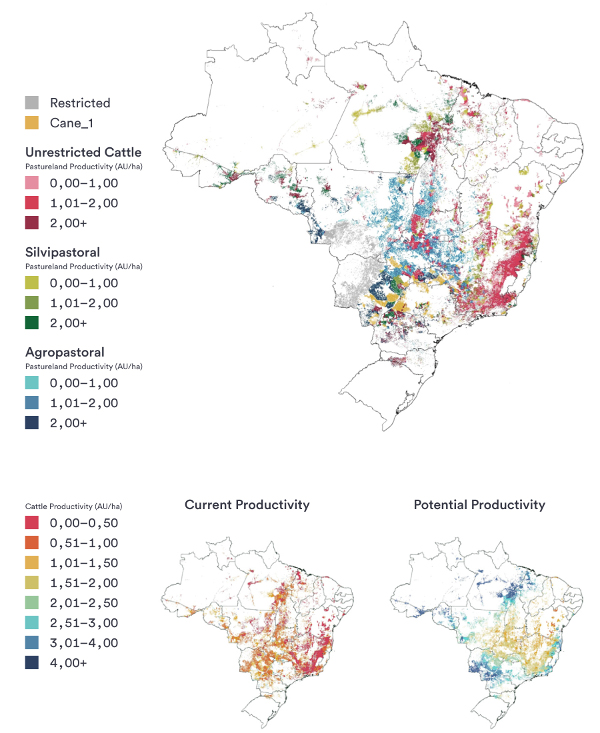 Restricted
Cane_1
Unrestricted Cattle
Pastureland Productivity (AU/ha)
0,00–1,00
1,01–2,00
2,00+
Silvipastoral
Pastureland Productivity (AU/ha)
0,00–1,00
1,01–2,00
2,00+
Agropastoral
Pastureland Productivity (AU/ha)
0,00–1,00
1,01–2,00
2,00+
Cattle Productivity (AU/ha)
Current Productivity
Potential Productivity
0,00–0,50
0,51–1,00
1,01–1,50
1,51–2,00
2,01–2,50
2,51–3,00
3,01–4,00
4,00+